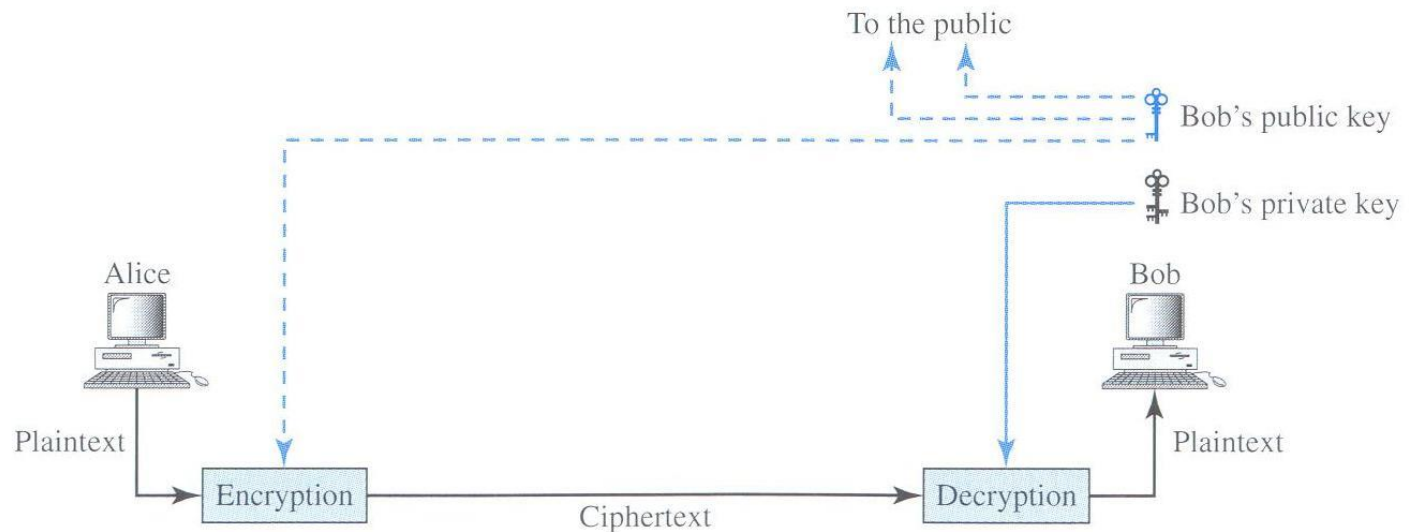 To the public
Bob's public key
Bob's private key
Alice
Bob
Plaintext
Plaintext
Encryption
Decryption
Ciphertext